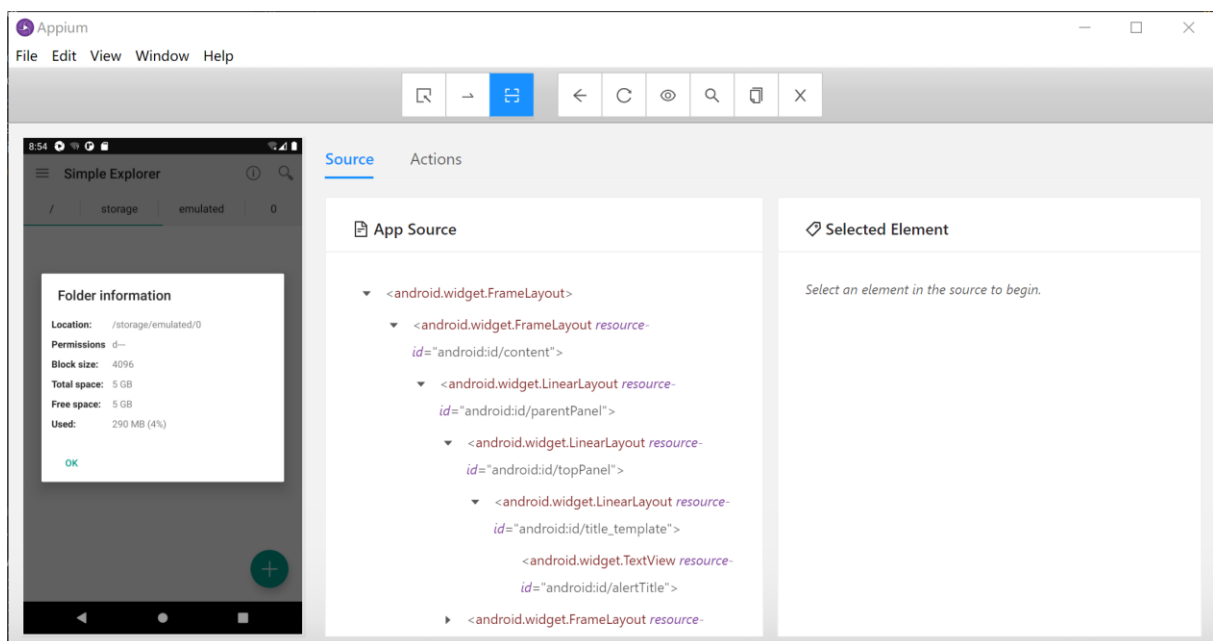 Appium
File Edit View Window Help
8:54
Simple Explorer
/ storage emulated 0
Folder information
Location: /storage/emulated/0
Permissions d—
Block size: 4096
Total space: 5 GB
Free space: 5 GB
Used: 290 MB (4%)
OK
Source Actions
App Source
<android.widget.FrameLayout>
<android.widget.FrameLayout resource-
id="android:id/content">
<android.widget.LinearLayout resource-
id="android:id/parentPanel">
<android.widget.LinearLayout resource-
id="android:id/topPanel">
<android.widget.LinearLayout resource-
id="android:id/title_template">
<android.widget.TextView resource-
id="android:id/alertTitle">
<android.widget.FrameLayout resource-
Selected Element
Select an element in the source to begin.